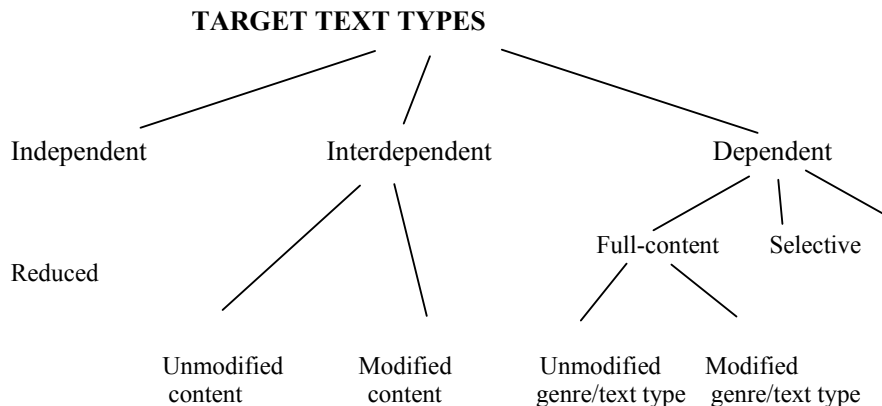 TARGET TEXT TYPES
Independent Interdependent Dependent
Full-content Selective
Reduced
Unmodified content Modified content Unmodified genre/text type Modified genre/text type